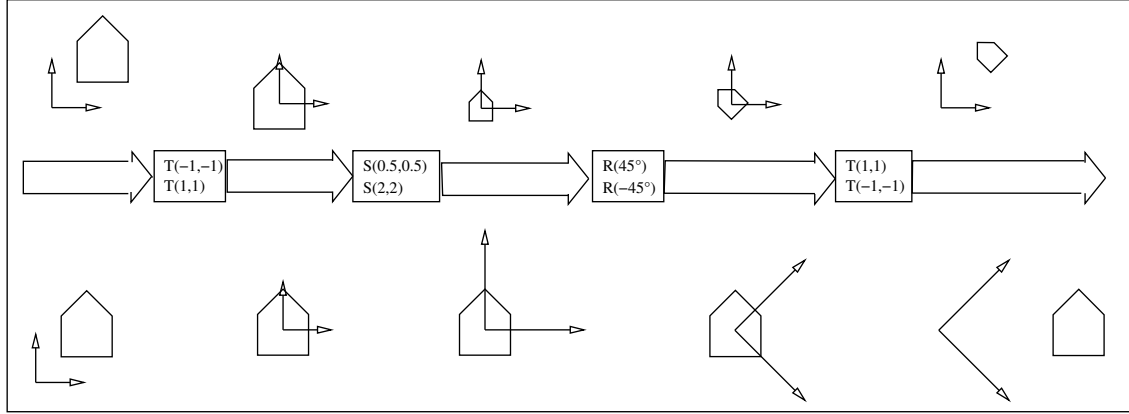 T(−1,−1)
T(1,1)
S(0.5,0.5)
S(2,2)
R(45°)
R(−45°)
T(1,1)
T(−1,−1)